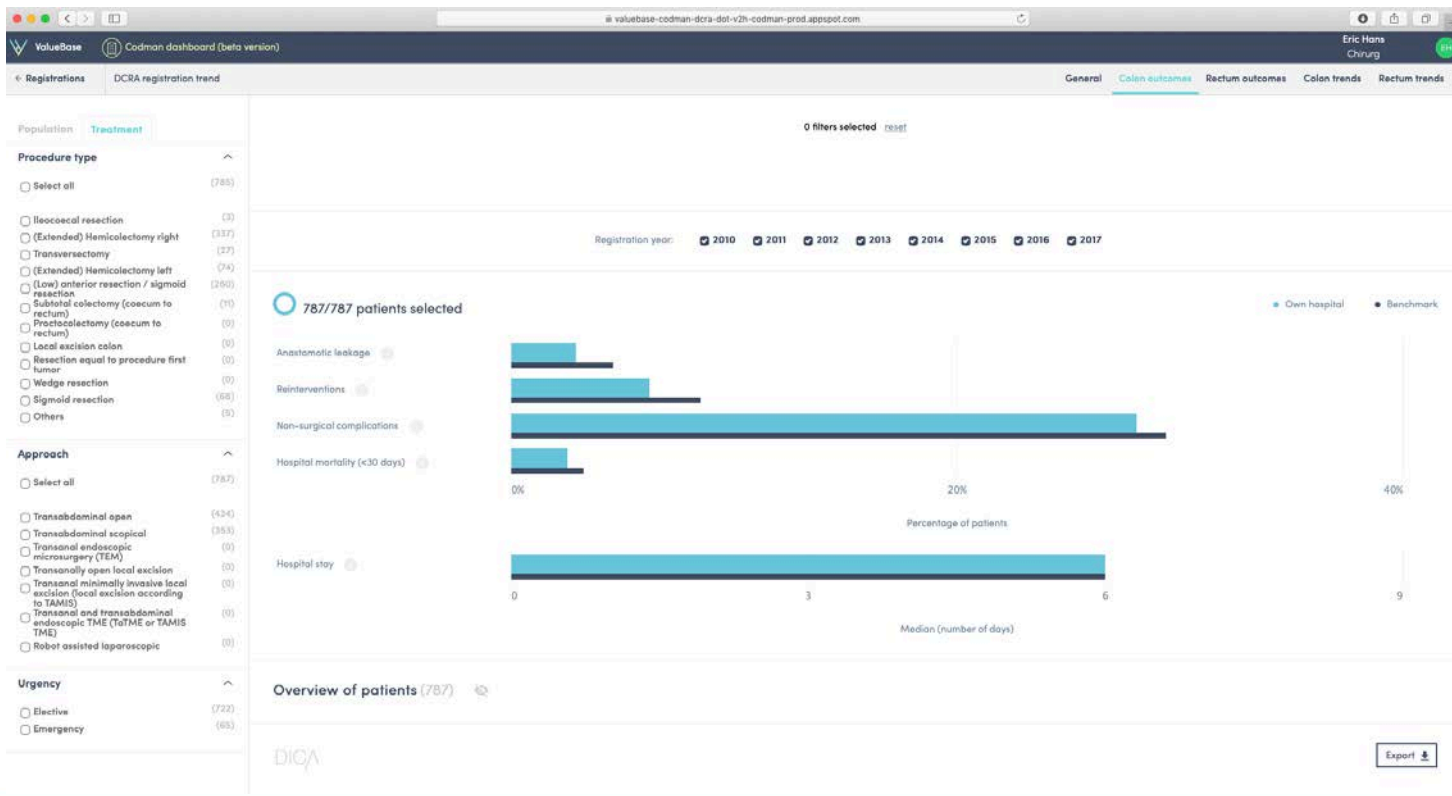 valuebase-codman-dcra-dot-v2h-codman-prod.appspot.com
ValueBase
Codman dashboard (beta version)
Eric Hans
Chirurg
EH
← Registrations
DCRA registration trend
General
Colon outcomes
Rectum outcomes
Colon trends
Rectum trends
Population
Treatment
0 filters selected reset
Procedure type
Select all (785)
Ileocoecal resection (3)
(Extended) Hemicolectomy right (337)
Transversectomy (27)
(Extended) Hemicolectomy left (74)
(Low) anterior resection / sigmoid (260)
resection
Subtotal colectomy (coecum to (11)
rectum)
Proctocolectomy (coecum to (0)
rectum)
Local excision colon (0)
Resection equal to procedure first (0)
tumor
Wedge resection (0)
Sigmoid resection (68)
Others (5)
Approach
Select all (787)
Transabdominal open (434)
Transabdominal scopical (353)
Transanal endoscopic (0)
microsurgery (TEM)
Transanally open local excision (0)
Transanal minimally invasive local (0)
excision (local excision according
to TAMIS)
Transanal and transabdominal (0)
endoscopic TME (TaTME or TAMIS
TME)
Robot assisted laparoscopic (0)
Urgency
Elective (722)
Emergency (65)
Registration year: 2010 2011 2012 2013 2014 2015 2016 2017
787/787 patients selected
Own hospital
Benchmark
Anastomotic leakage
Reinterventions
Non-surgical complications
Hospital mortality (<30 days)
0% 20% 40%
Percentage of patients
Hospital stay
0 3 6 9
Median (number of days)
Overview of patients (787)
DICA
Export